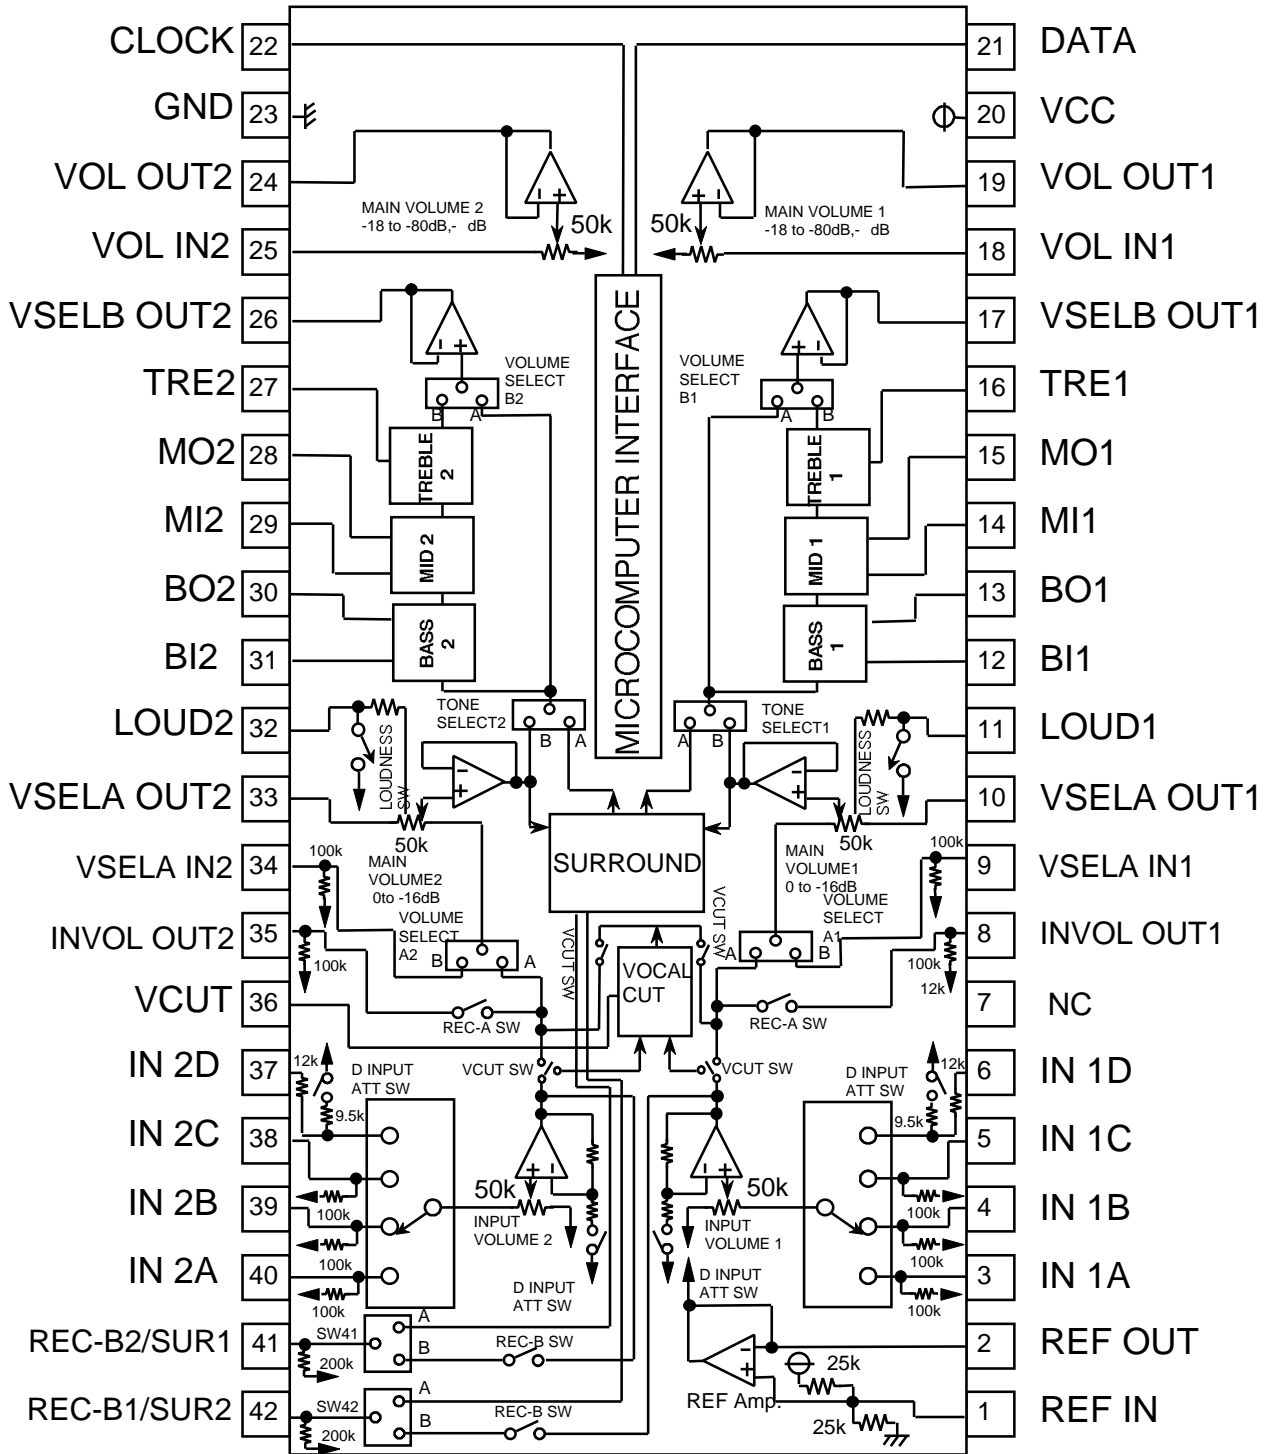 CLOCK 22
21 DATA
GND 23
20 VCC
VOL OUT2 24
19 VOL OUT1
MAIN VOLUME 2
-18 to -80dB,- dB
50k
50k
MAIN VOLUME 1
-18 to -80dB,- dB
VOL IN2 25
18 VOL IN1
MICROCOMPUTER INTERFACE
VSELB OUT2 26
17 VSELB OUT1
VOLUME
SELECT
B2
VOLUME
SELECT
B1
B A
A B
TRE2 27
16 TRE1
TREBLE
2
TREBLE
1
MO2 28
15 MO1
MI2 29
14 MI1
MID 2
MID 1
BO2 30
13 BO1
BASS
2
BASS
1
BI2 31
12 BI1
TONE
SELECT2
B A
A B
TONE
SELECT1
LOUD2 32
11 LOUD1
LOUDNESS
SW
LOUDNESS
SW
VSELA OUT2 33
10 VSELA OUT1
50k
50k
SURROUND
VSELA IN2 34
9 VSELA IN1
100k
100k
MAIN
VOLUME2
0to -16dB
MAIN
VOLUME1
0 to -16dB
VOLUME
SELECT
A2
VOLUME
SELECT
A1
B A
A B
INVOL OUT2 35
8 INVOL OUT1
100k
100k
12k
VCUT SW
VCUT SW
VOCAL
CUT
VCUT 36
7 NC
REC-A SW
REC-A SW
IN 2D 37
6 IN 1D
12k
12k
D INPUT
ATT SW
VCUT SW
VCUT SW
D INPUT
ATT SW
9.5k
9.5k
IN 2C 38
5 IN 1C
100k
100k
IN 2B 39
4 IN 1B
50k
50k
100k
100k
INPUT
VOLUME 2
INPUT
VOLUME 1
IN 2A 40
3 IN 1A
100k
100k
D INPUT
ATT SW
D INPUT
ATT SW
REC-B2/SUR1 41
2 REF OUT
SW41
A
B
REC-B SW
200k
25k
REF Amp.
REC-B1/SUR2 42
1 REF IN
SW42
A
B
REC-B SW
200k
25k